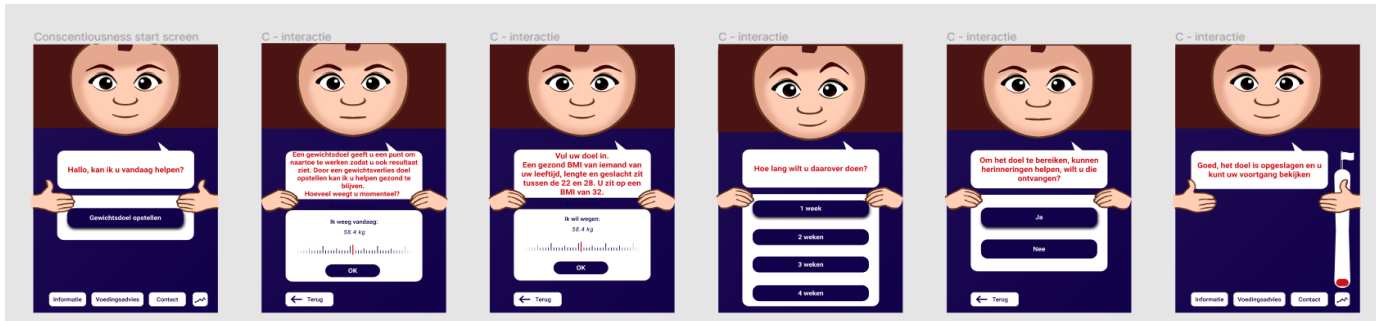 Conscentiousness start screen
Hallo, kan ik u vandaag helpen?
Gewichtsdoel opstellen
Informatie
Voedingsadvies
Contact
C - interactie
Een gewichtsdoel geeft u een punt om
naartoe te werken zodat u ook resultaat
ziet. Door een gewichtsverlies doel
opstellen kan ik u helpen gezond te
blijven.
Hoeveel weegt u momenteel?
Ik weeg vandaag:
58.4 kg
OK
Terug
C - interactie
Vul uw doel in.
Een gezond BMI van iemand van
uw leeftijd, lengte en geslacht zit
tussen de 22 en 28. U zit op een
BMI van 32.
Ik wil wegen:
58.4 kg
OK
Terug
C - interactie
Hoe lang wilt u daarover doen?
1 week
2 weken
3 weken
4 weken
C - interactie
Om het doel te bereiken, kunnen
herinneringen helpen, wilt u die
ontvangen?
Ja
Nee
Terug
C - interactie
Goed, het doel is opgeslagen en u
kunt uw voortgang bekijken
Informatie
Voedingsadvies
Contact